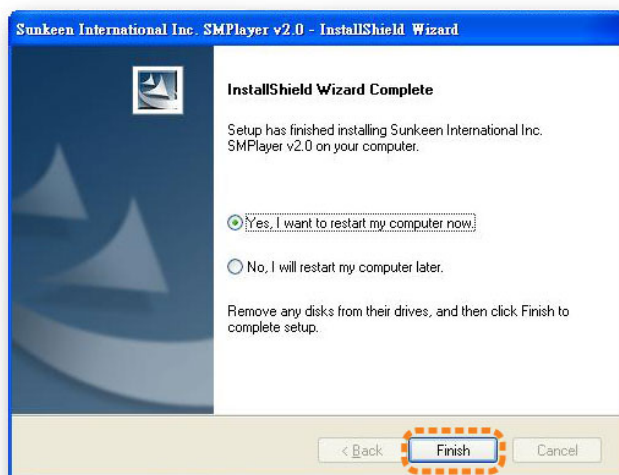 Sunkeen International Inc. SMPlayer v2.0 - InstallShield Wizard
InstallShield Wizard Complete
Setup has finished installing Sunkeen International Inc.
SMPlayer v2.0 on your computer.
Yes, I want to restart my computer now.
No, I will restart my computer later.
Remove any disks from their drives, and then click Finish to
complete setup.
< Back Finish Cancel